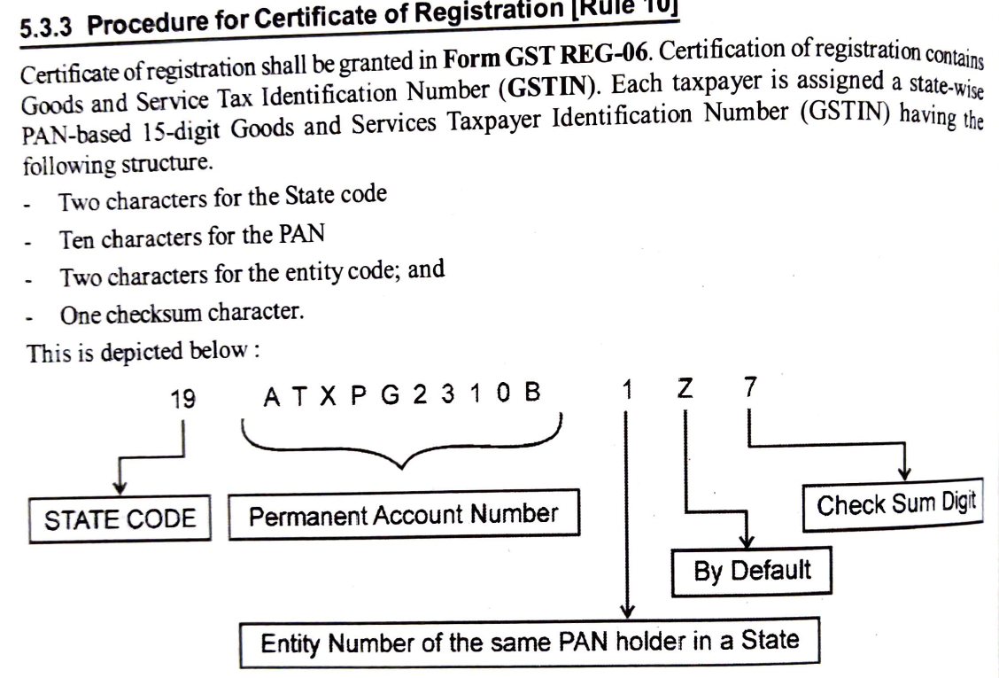 5.3.3 Procedure for Certificate of Registration [Rule 10]
Certificate of registration shall be granted in Form GST REG-06. Certification of registration contains
Goods and Service Tax Identification Number (GSTIN). Each taxpayer is assigned a state-wise
PAN-based 15-digit Goods and Services Taxpayer Identification Number (GSTIN) having the
following structure.
- Two characters for the State code
- Ten characters for the PAN
- Two characters for the entity code; and
- One checksum character.
This is depicted below :
19 A T X P G 2 3 1 0 B 1 Z 7
STATE CODE Permanent Account Number Check Sum Digit
By Default
Entity Number of the same PAN holder in a State